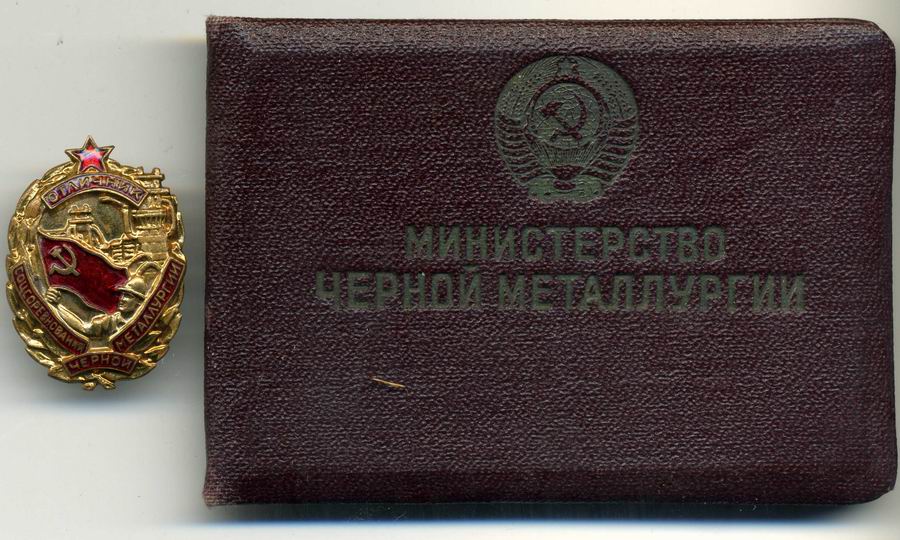 ОТЛИЧНИК
СОЦСОРЕВНОВАНИЯ
ЧЕРНОЙ
МЕТАЛЛУРГИИ
МИНИСТЕРСТВО
ЧЕРНОЙ МЕТАЛЛУРГИИ